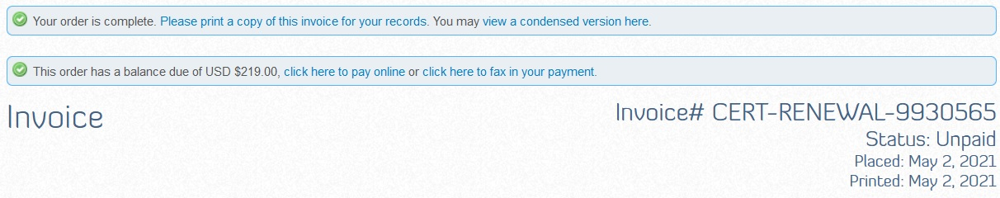 Your order is complete. Please print a copy of this invoice for your records. You may view a condensed version here.
This order has a balance due of USD $219.00, click here to pay online or click here to fax in your payment.
Invoice
Invoice# CERT-RENEWAL-9930565
Status: Unpaid
Placed: May 2, 2021
Printed: May 2, 2021